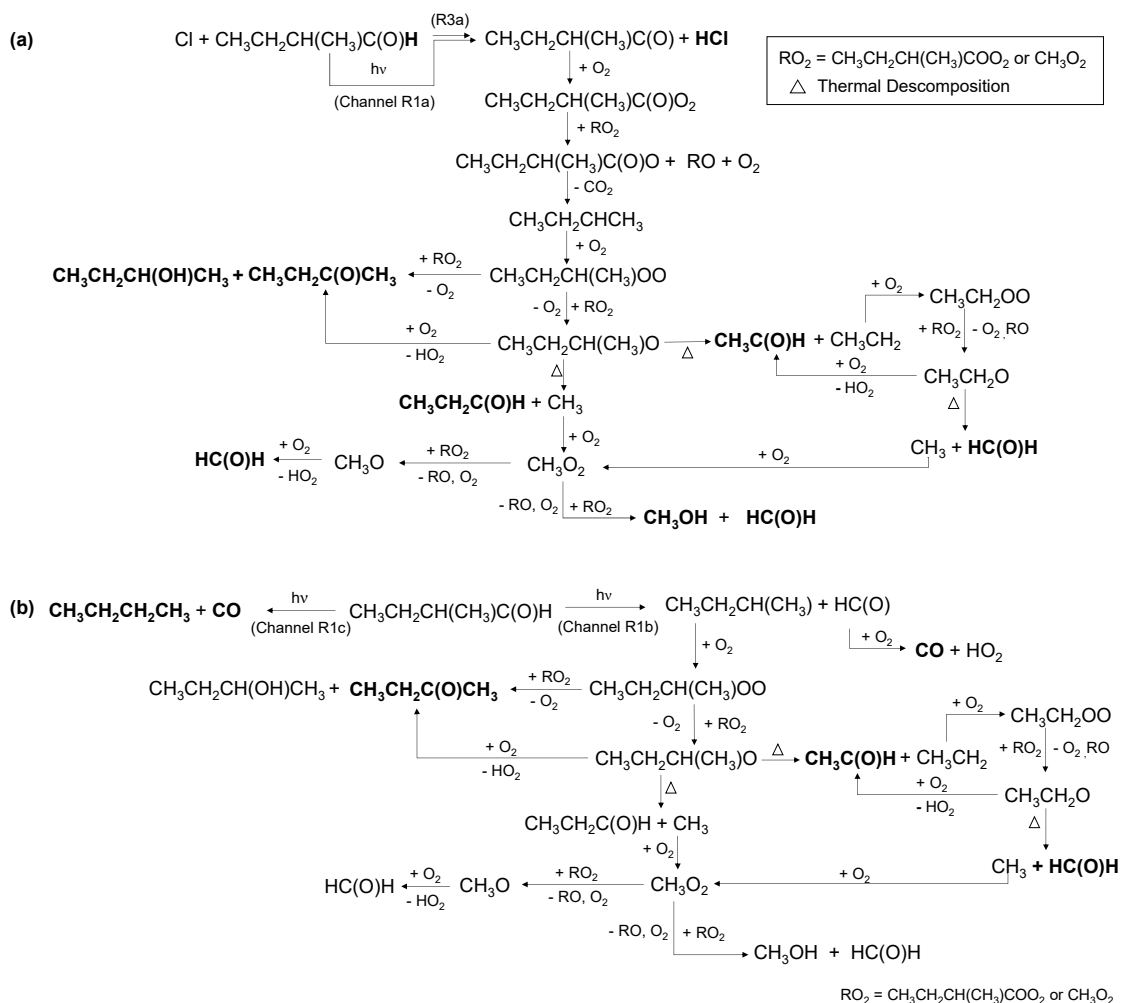 (a)
Cl + CH₃CH₂CH(CH₃)C(O)H
(R3a)
CH₃CH₂CH(CH₃)C(O) + HCl
hν
(Channel R1a)
+ O₂
RO₂ = CH₃CH₂CH(CH₃)COO₂ or CH₃O₂
△ Thermal Descomposition
CH₃CH₂CH(CH₃)C(O)O₂
+ RO₂
CH₃CH₂CH(CH₃)C(O)O + RO + O₂
- CO₂
CH₃CH₂CHCH₃
+ O₂
CH₃CH₂CH(OH)CH₃ + CH₃CH₂C(O)CH₃
+ RO₂
- O₂
CH₃CH₂CH(CH₃)OO
- O₂ + RO₂
+ O₂
- HO₂
CH₃CH₂CH(CH₃)O
△
CH₃C(O)H + CH₃CH₂
+ O₂
CH₃CH₂OO
+ RO₂ - O₂,RO
+ O₂
- HO₂
CH₃CH₂O
△
△
CH₃CH₂C(O)H + CH₃
+ O₂
CH₃ + HC(O)H
HC(O)H
+ O₂
- HO₂
CH₃O
+ RO₂
- RO, O₂
CH₃O₂
+ O₂
- RO, O₂ + RO₂
CH₃OH + HC(O)H
(b)
CH₃CH₂CH₂CH₃ + CO
hν
(Channel R1c)
CH₃CH₂CH(CH₃)C(O)H
hν
(Channel R1b)
CH₃CH₂CH(CH₃) + HC(O)
+ O₂
+ O₂
CO + HO₂
CH₃CH₂CH(OH)CH₃ + CH₃CH₂C(O)CH₃
+ RO₂
- O₂
CH₃CH₂CH(CH₃)OO
- O₂ + RO₂
+ O₂
- HO₂
CH₃CH₂CH(CH₃)O
△
CH₃C(O)H + CH₃CH₂
+ O₂
CH₃CH₂OO
+ RO₂ - O₂,RO
+ O₂
- HO₂
CH₃CH₂O
△
△
CH₃CH₂C(O)H + CH₃
+ O₂
CH₃ + HC(O)H
HC(O)H
+ O₂
- HO₂
CH₃O
+ RO₂
- RO, O₂
CH₃O₂
+ O₂
- RO, O₂ + RO₂
CH₃OH + HC(O)H
RO₂ = CH₃CH₂CH(CH₃)COO₂ or CH₃O₂